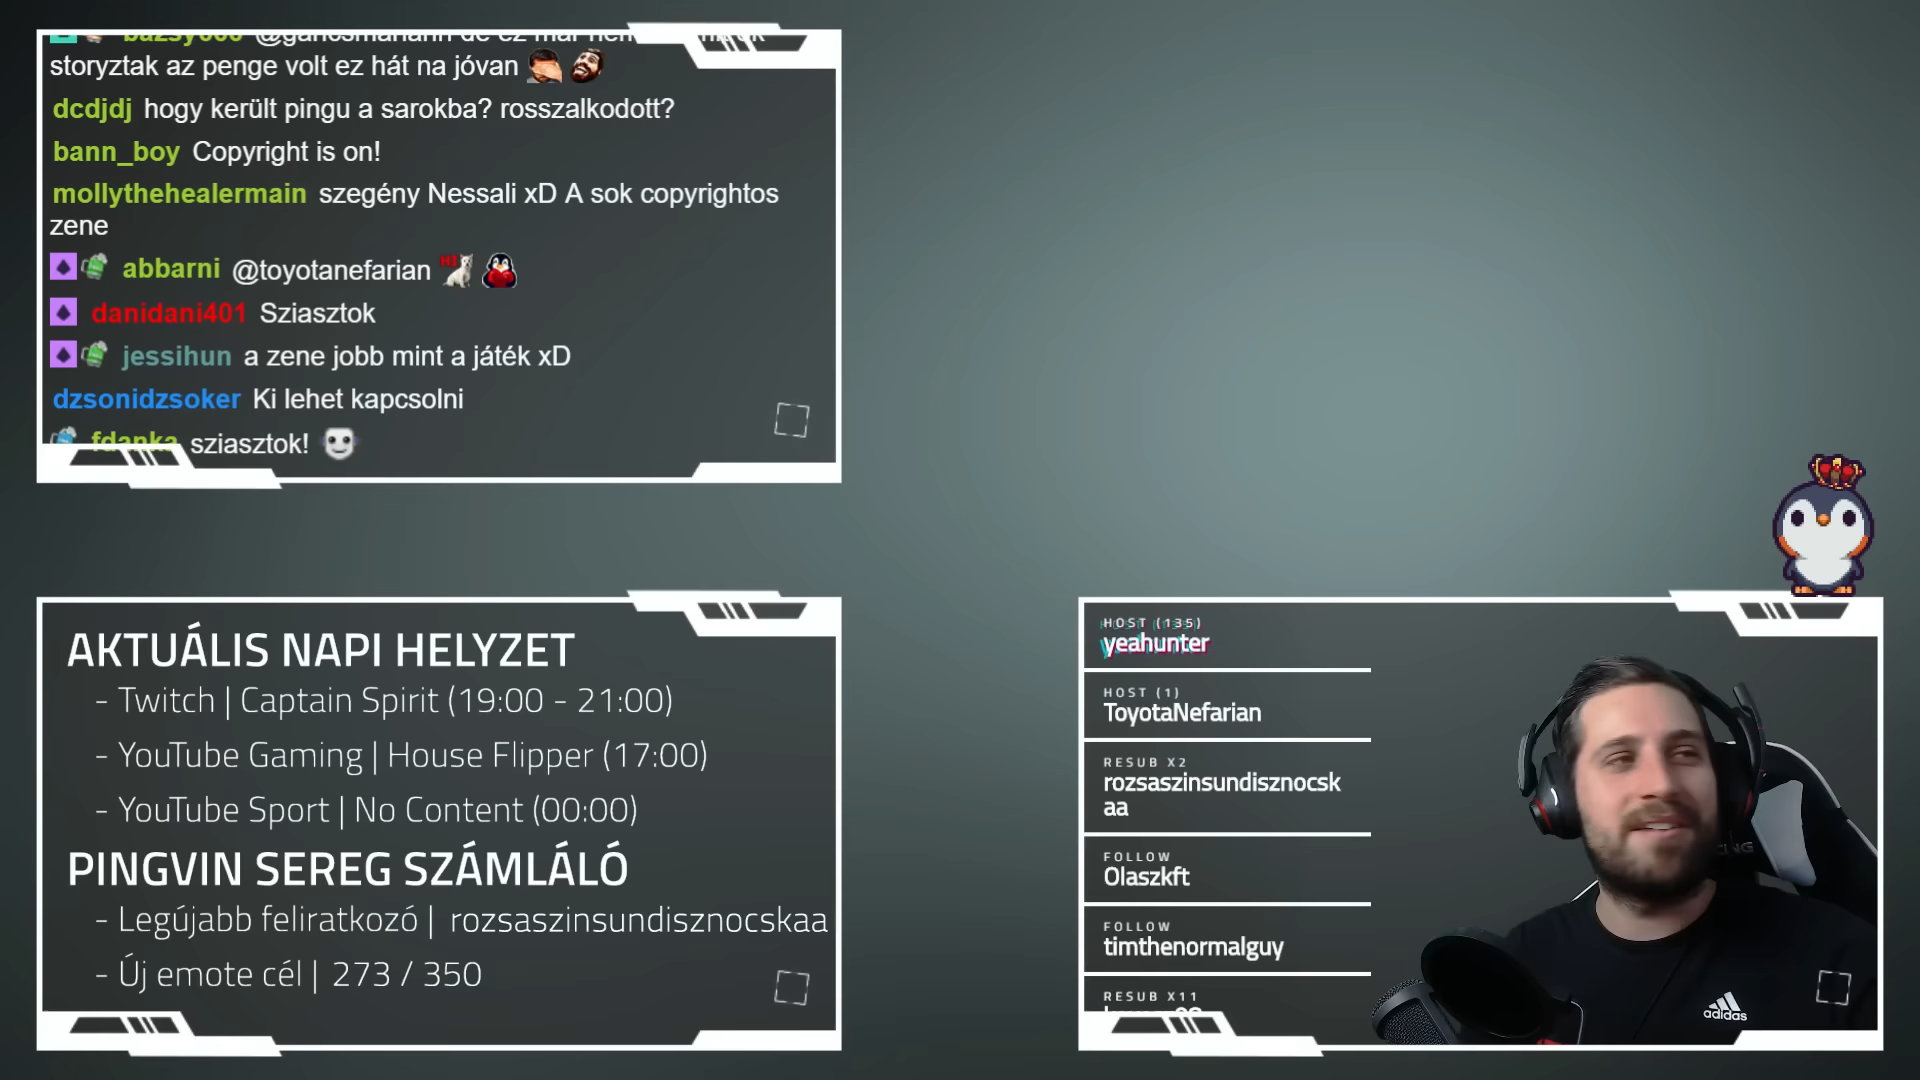 storyztak az penge volt ez hát na jóvan
dcdjdj hogy került pingu a sarokba? rosszalkodott?
bann_boy Copyright is on!
mollythehealermain szegény Nessali xD A sok copyrightos
zene
abbarni @toyotanefarian HI
danidani401 Sziasztok
jessihun a zene jobb mint a játék xD
dzsonidzsoker Ki lehet kapcsolni
fdanka sziasztok!
AKTUÁLIS NAPI HELYZET
- Twitch | Captain Spirit (19:00 - 21:00)
- YouTube Gaming | House Flipper (17:00)
- YouTube Sport | No Content (00:00)
PINGVIN SEREG SZÁMLÁLÓ
- Legújabb feliratkozó | rozsaszinsundisznocskaa
- Új emote cél | 273 / 350
HOST (135)
yeahunter
HOST (1)
ToyotaNefarian
RESUB X2
rozsaszinsundisznocsk
aa
FOLLOW
Olaszkft
FOLLOW
timthenormalguy
RESUB X11
adidas